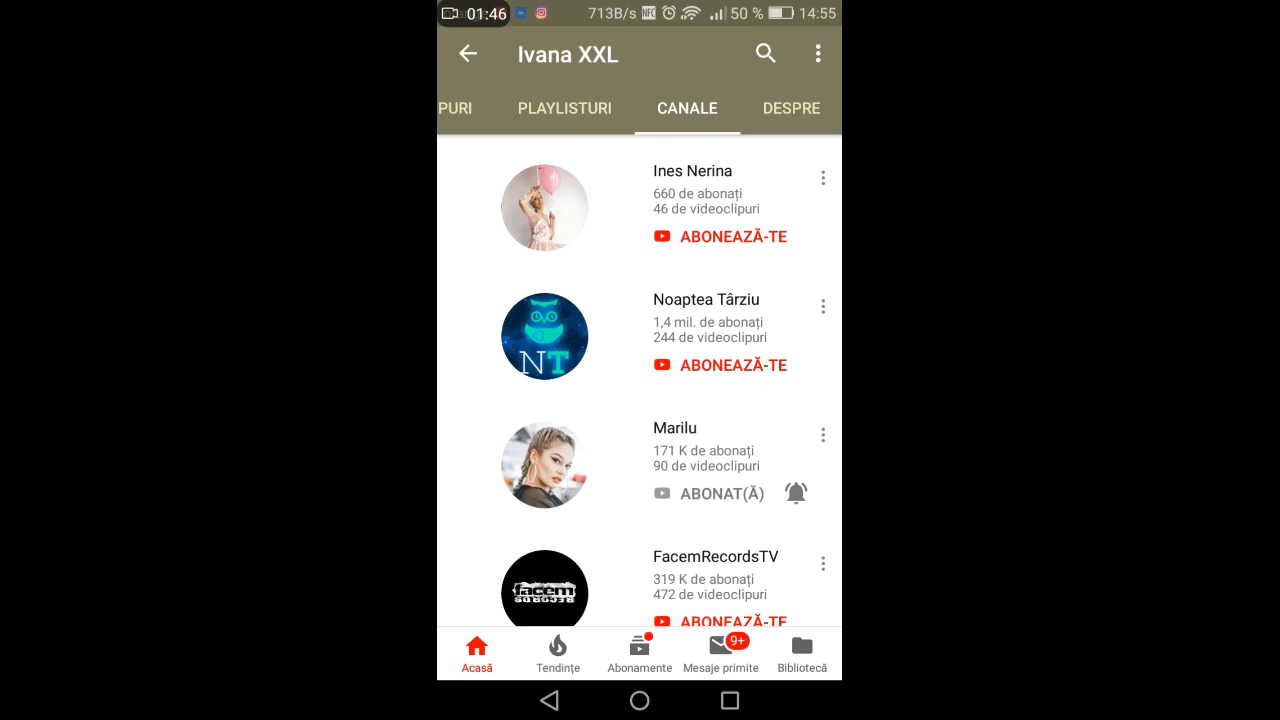 01:46 713B/s NFC 50 % 14:55
Ivana XXL
PURI PLAYLISTURI CANALE DESPRE
Ines Nerina
660 de abonați
46 de videoclipuri
ABONEAZĂ-TE
Noaptea Târziu
1,4 mil. de abonați
244 de videoclipuri
ABONEAZĂ-TE
NT
Marilu
171 K de abonați
90 de videoclipuri
ABONAT(Ă)
FacemRecordsTV
319 K de abonați
472 de videoclipuri
facem
RECORDS
ABONEAZĂ-TE
9+
Acasă Tendințe Abonamente Mesaje primite Bibliotecă